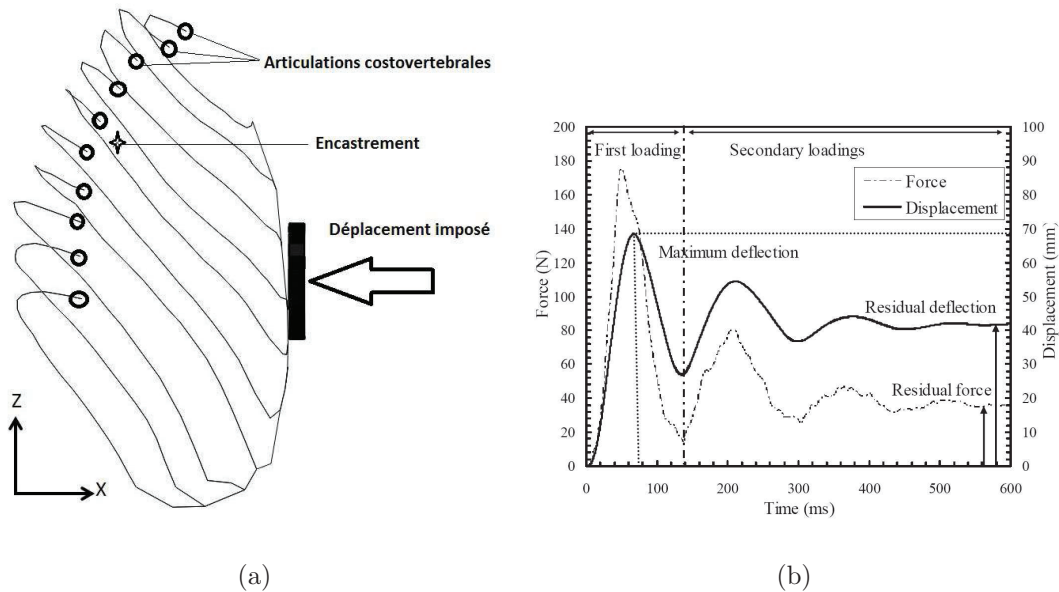 Articulations costovertebrales
Encastrement
Déplacement imposé
Z
X
(a)
200
180
160
140
120
100
80
60
40
20
0
Force (N)
First loading
Secondary loadings
Force
Displacement
Maximum deflection
Residual deflection
Residual force
100
90
80
70
60
50
40
30
20
10
0
Displacement (mm)
0 100 200 300 400 500 600
Time (ms)
(b)